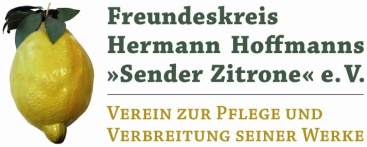 Freundeskreis
Hermann Hoffmanns
»Sender Zitrone« e. V.
Verein zur Pflege und
Verbreitung seiner Werke